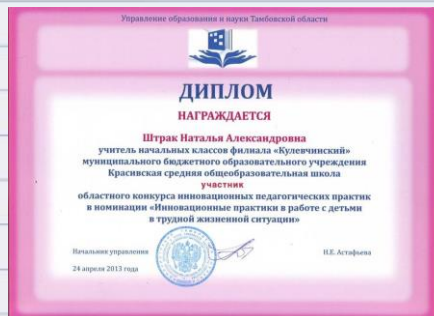 Управление образования и науки Тамбовской области
ДИПЛОМ
НАГРАЖДАЕТСЯ
Штрак Наталья Александровна
учитель начальных классов филиала «Кулевчинский»
муниципального бюджетного образовательного учреждения
Красивская средняя общеобразовательная школа
участник
областного конкурса инновационных педагогических практик
в номинации «Инновационные практики в работе с детьми
в трудной жизненной ситуации»
Начальник управления
Н.Е. Астафьева
24 апреля 2013 года